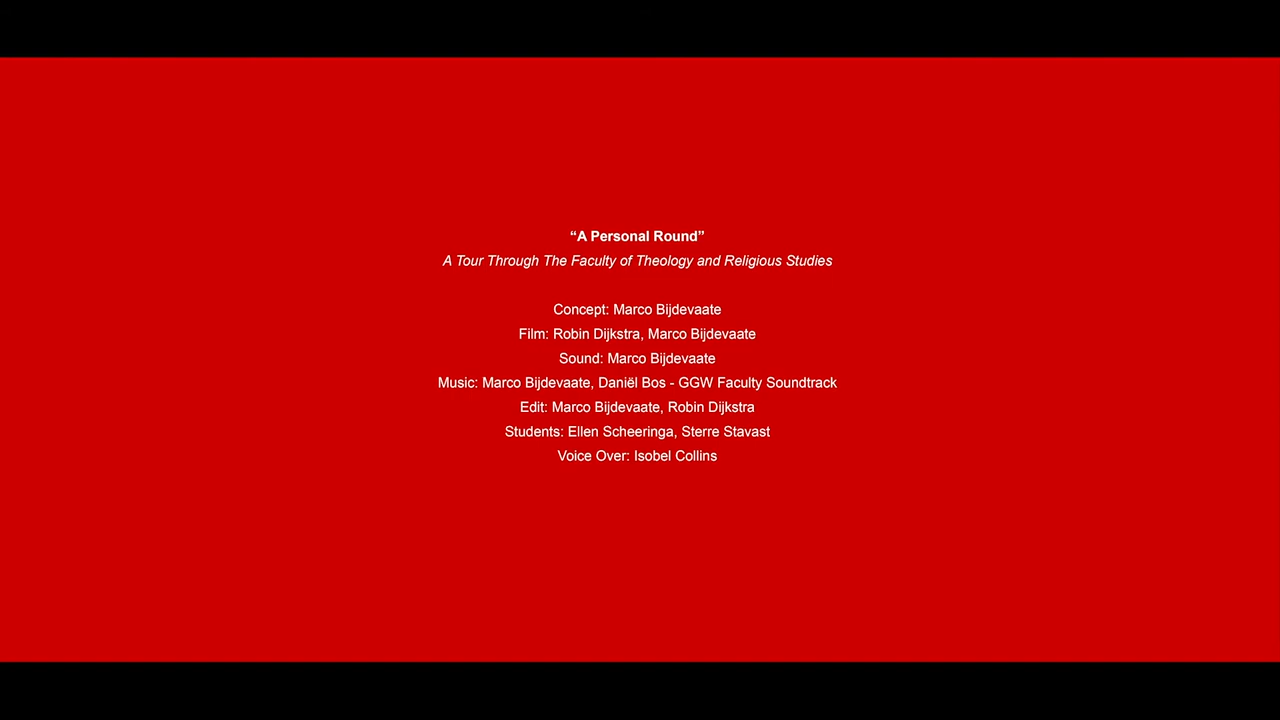 “A Personal Round”
A Tour Through The Faculty of Theology and Religious Studies
Concept: Marco Bijdevaate
Film: Robin Dijkstra, Marco Bijdevaate
Sound: Marco Bijdevaate
Music: Marco Bijdevaate, Daniël Bos - GGW Faculty Soundtrack
Edit: Marco Bijdevaate, Robin Dijkstra
Students: Ellen Scheeringa, Sterre Stavast
Voice Over: Isobel Collins